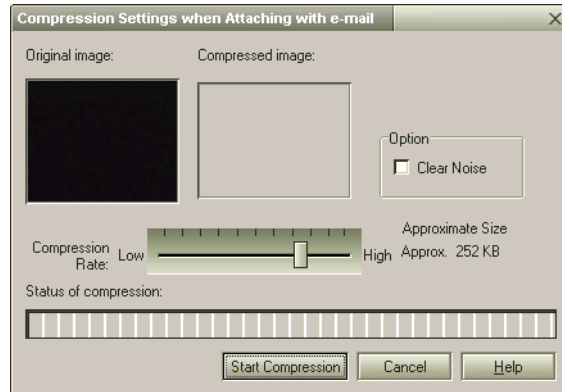 Compression Settings when Attaching with e-mail
Original image:
Compressed image:
Option
Clear Noise
Compression Rate:
Low
High
Approximate Size
Approx. 252 KB
Status of compression:
Start Compression
Cancel
Help